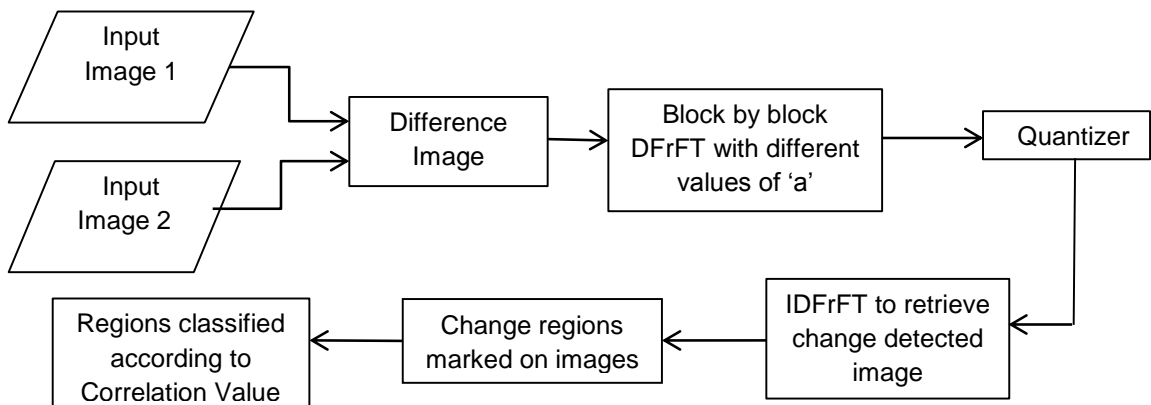 Input
Image 1
Input
Image 2
Difference
Image
Block by block
DFrFT with different
values of ‘a’
Quantizer
IDFrFT to retrieve
change detected
image
Change regions
marked on images
Regions classified
according to
Correlation Value